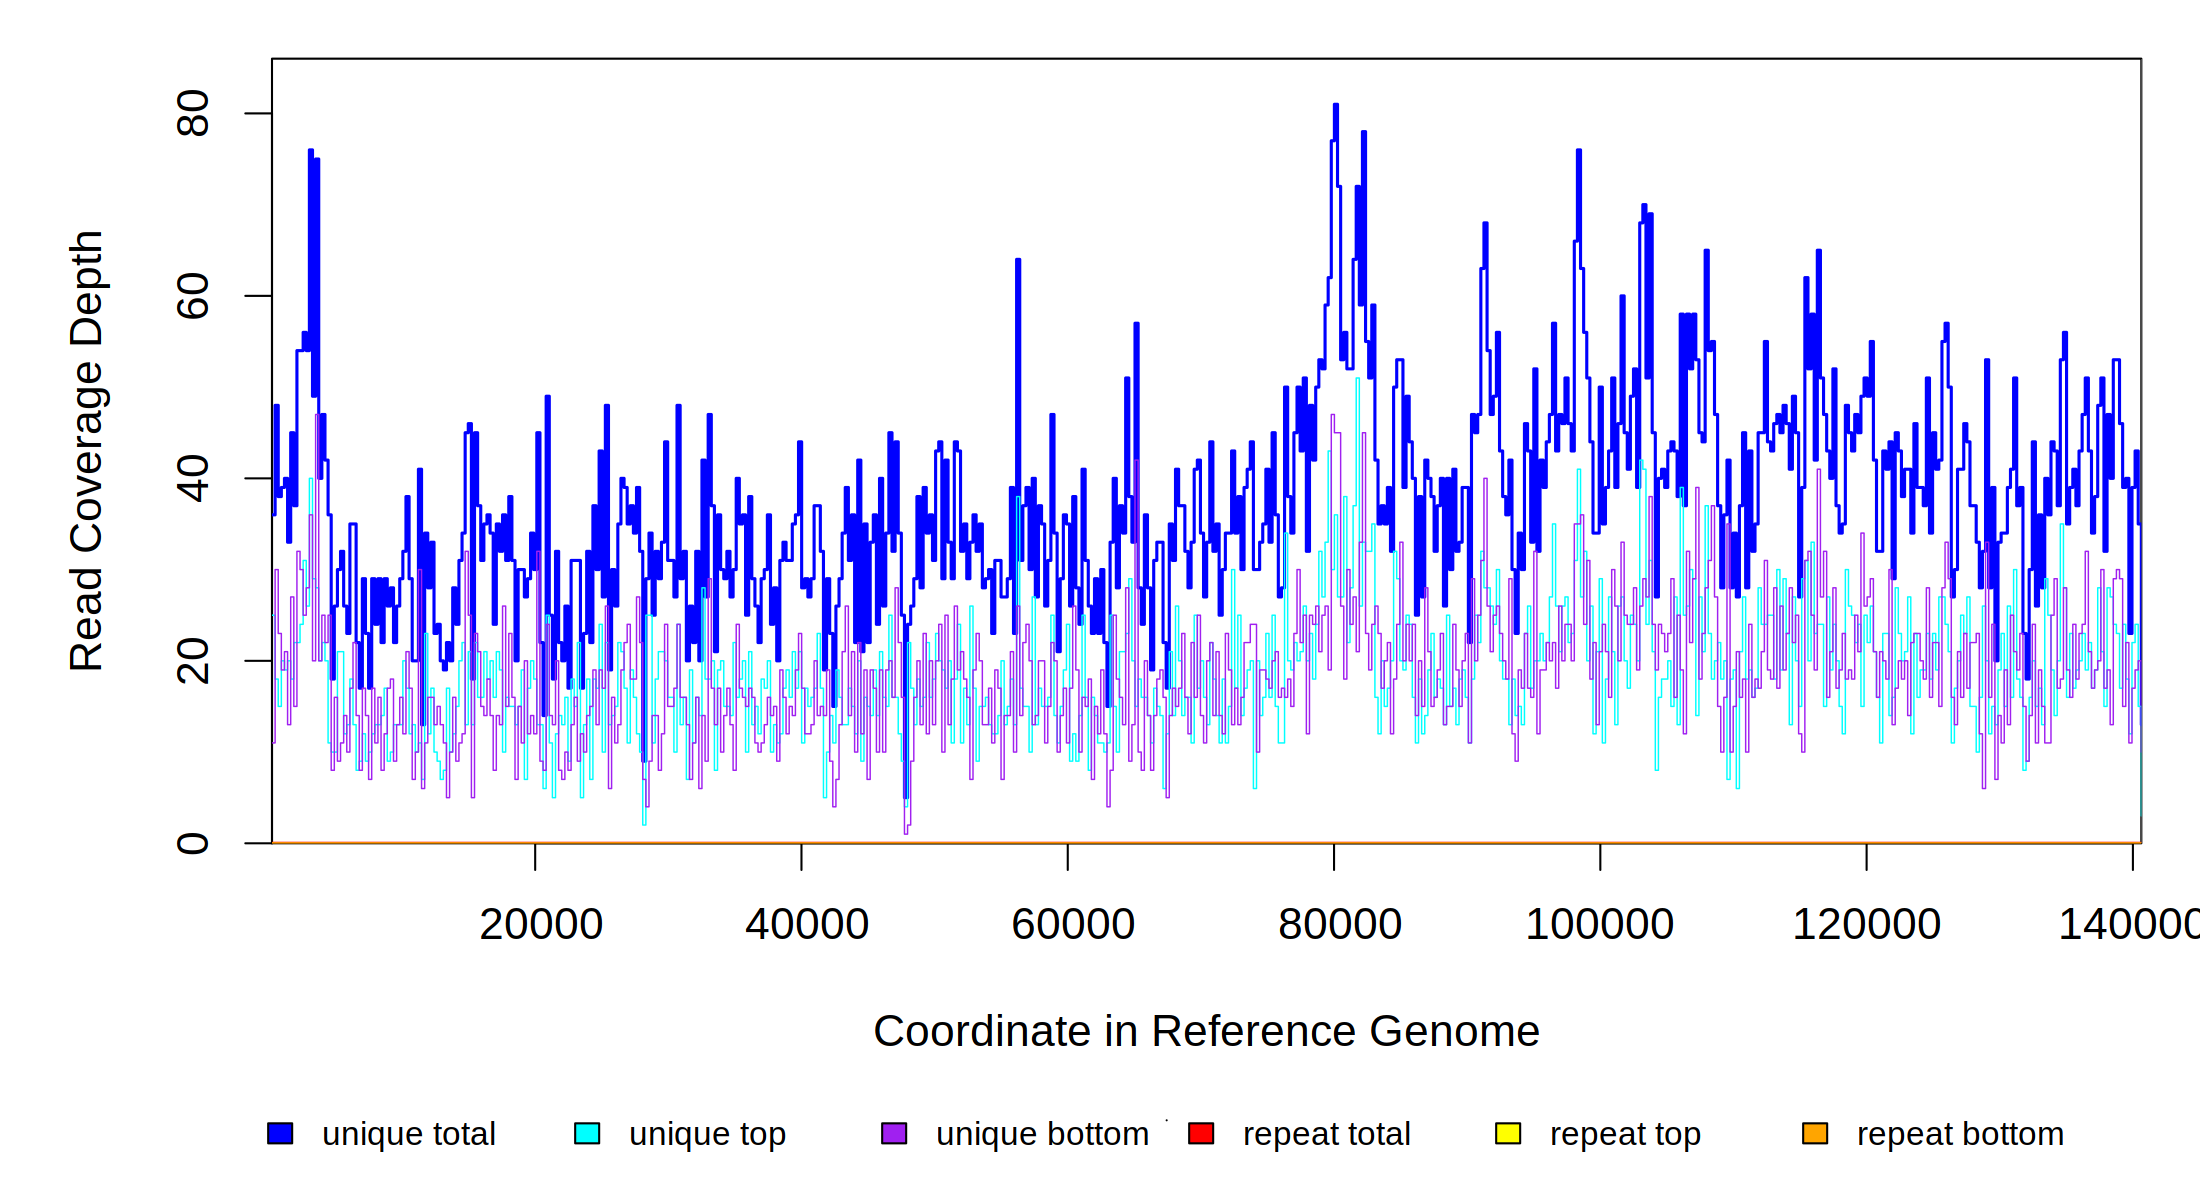 Read Coverage Depth
80
60
40
20
0
20000 40000 60000 80000 100000 120000 140000
Coordinate in Reference Genome
unique total unique top unique bottom repeat total repeat top repeat bottom